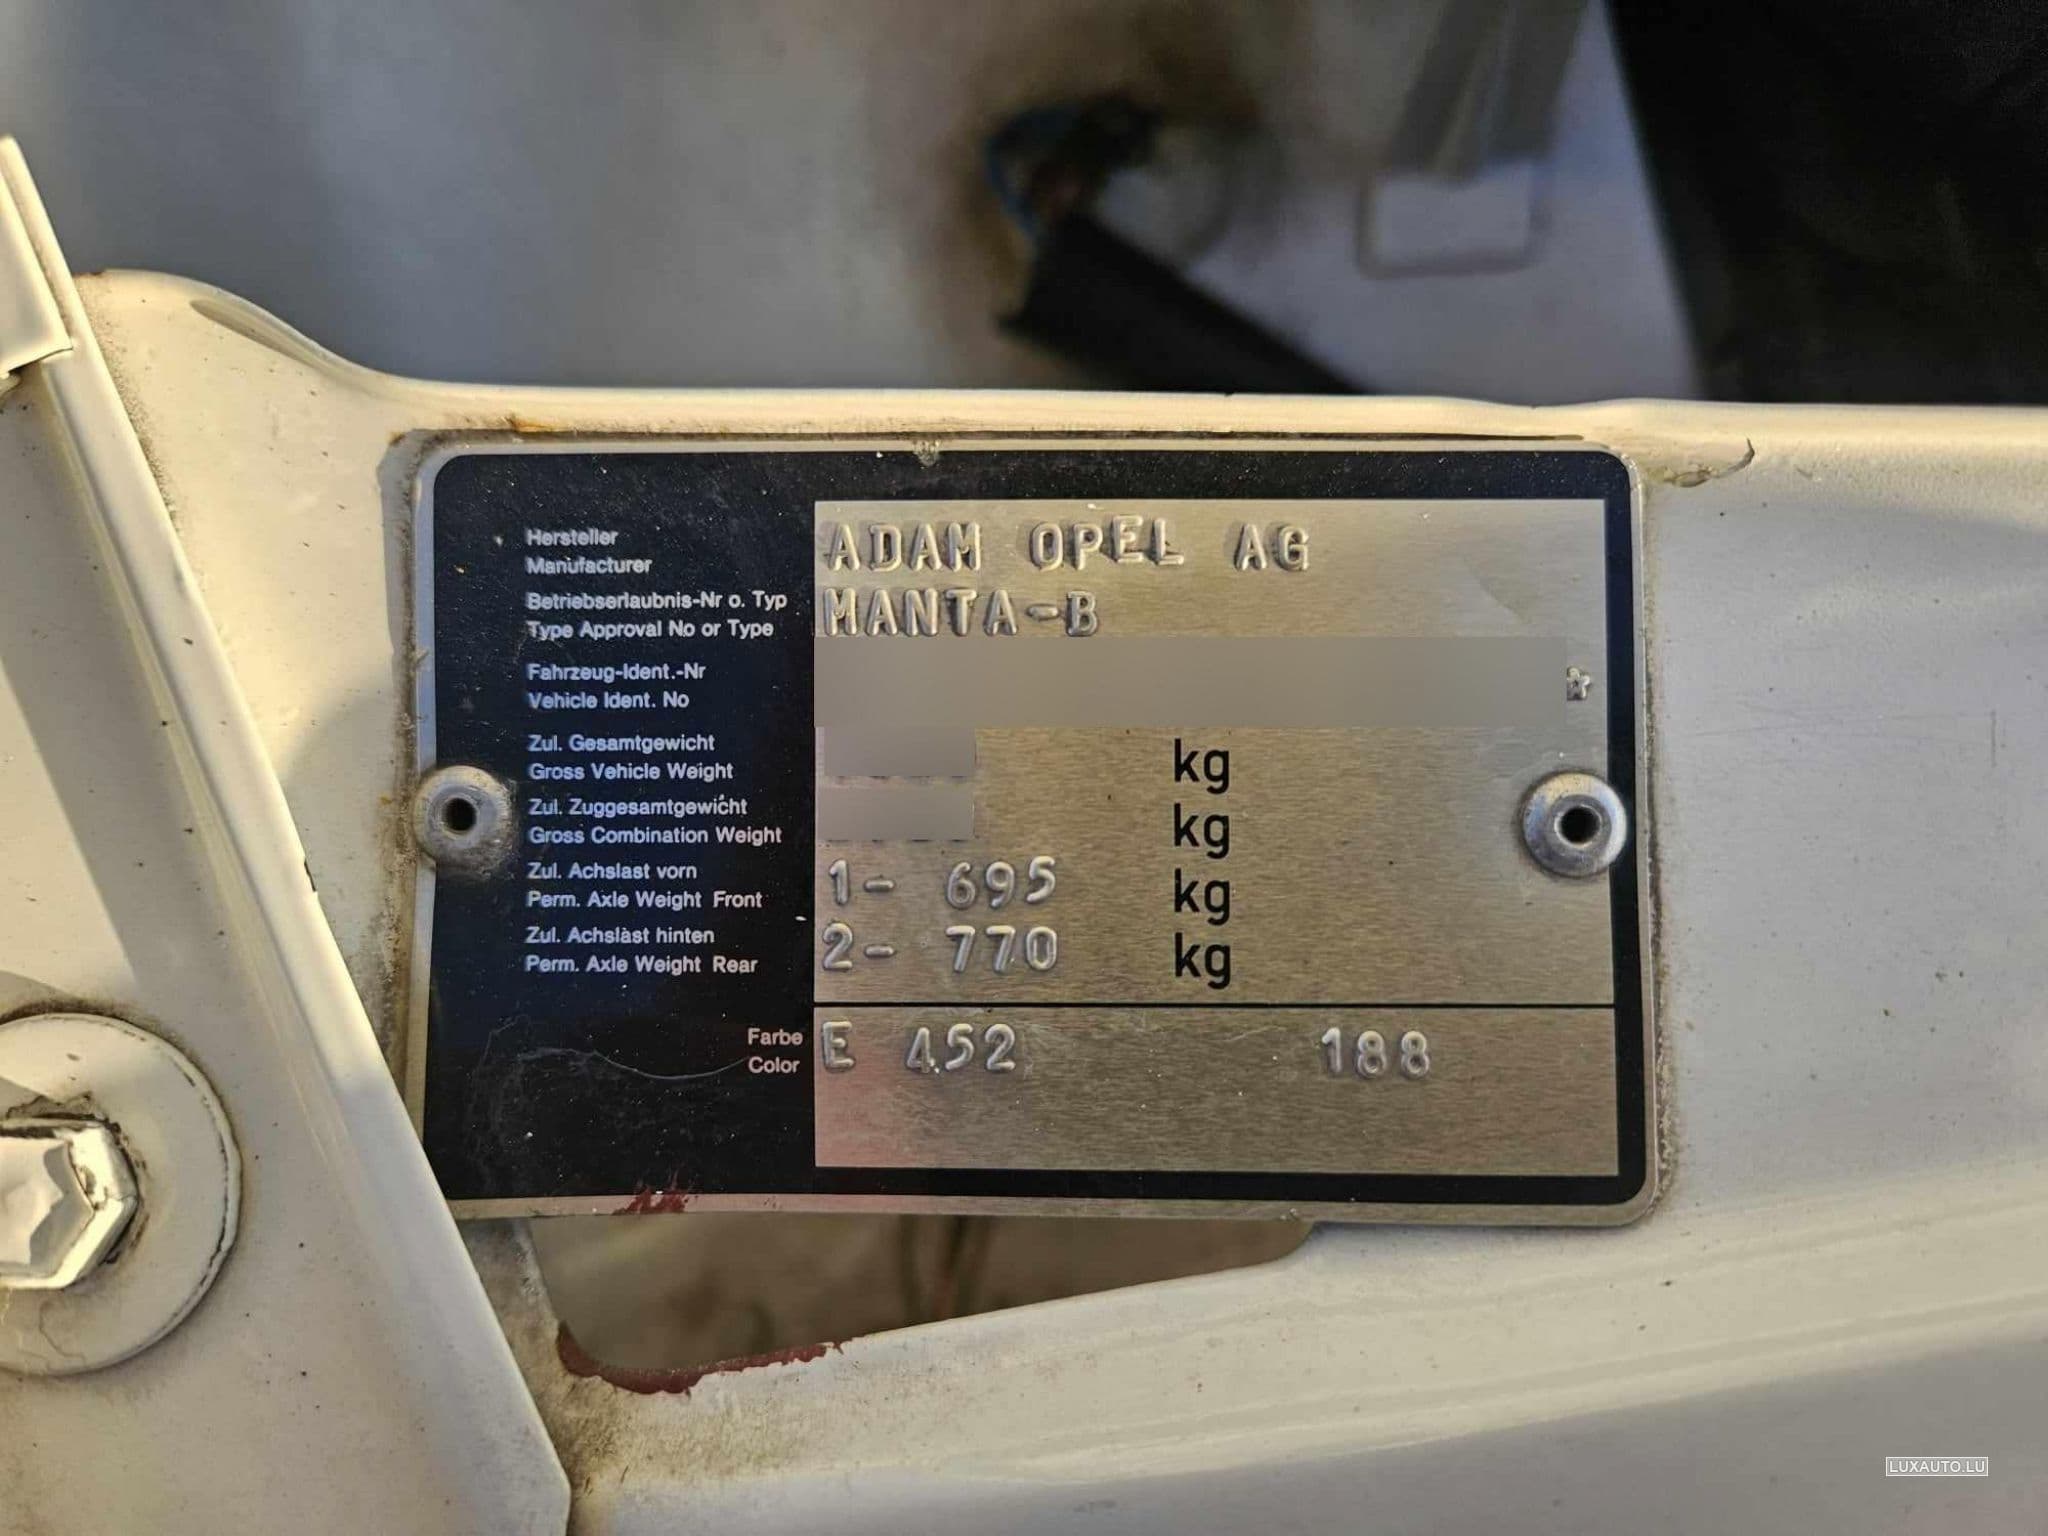 Hersteller ADAM OPEL AG
Manufacturer
Betriebserlaubnis-Nr o. Typ MANTA-B
Type Approval No or Type
Fahrzeug-Ident.-Nr *
Vehicle Ident. No
Zul. Gesamtgewicht kg
Gross Vehicle Weight
Zul. Zuggesamtgewicht kg
Gross Combination Weight
Zul. Achslast vorn 1- 695 kg
Perm. Axle Weight Front
Zul. Achslast hinten 2- 770 kg
Perm. Axle Weight Rear
Farbe E 452 188
Color
LUXAUTO.LU